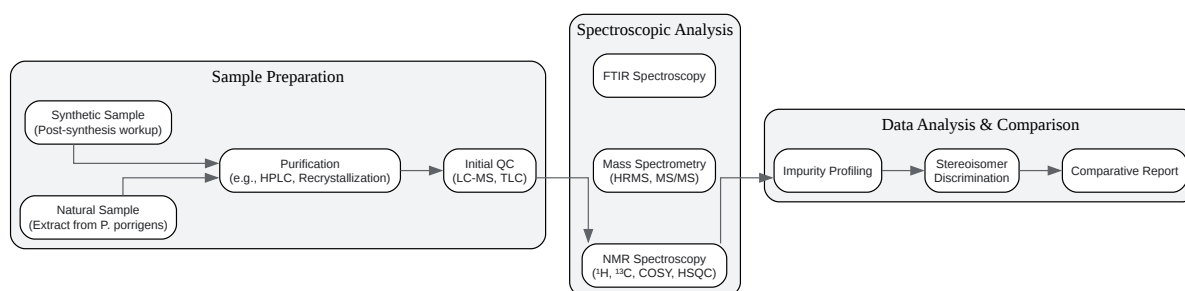 Sample Preparation
Synthetic Sample
(Post-synthesis workup)
Natural Sample
(Extract from P. porrigens)
Purification
(e.g., HPLC, Recrystallization)
Initial QC
(LC-MS, TLC)
Spectroscopic Analysis
FTIR Spectroscopy
Mass Spectrometry
(HRMS, MS/MS)
NMR Spectroscopy
(¹H, ¹³C, COSY, HSQC)
Data Analysis & Comparison
Impurity Profiling
Stereoisomer
Discrimination
Comparative Report